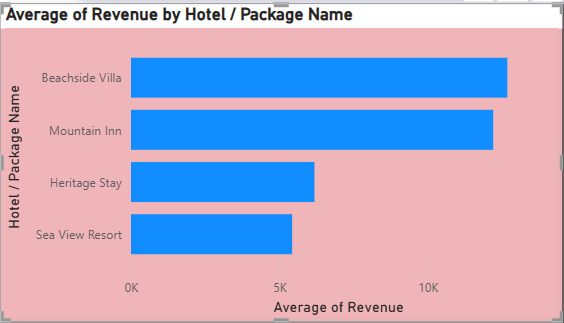 Average of Revenue by Hotel / Package Name
Hotel / Package Name
Beachside Villa
Mountain Inn
Heritage Stay
Sea View Resort
0K 5K 10K
Average of Revenue